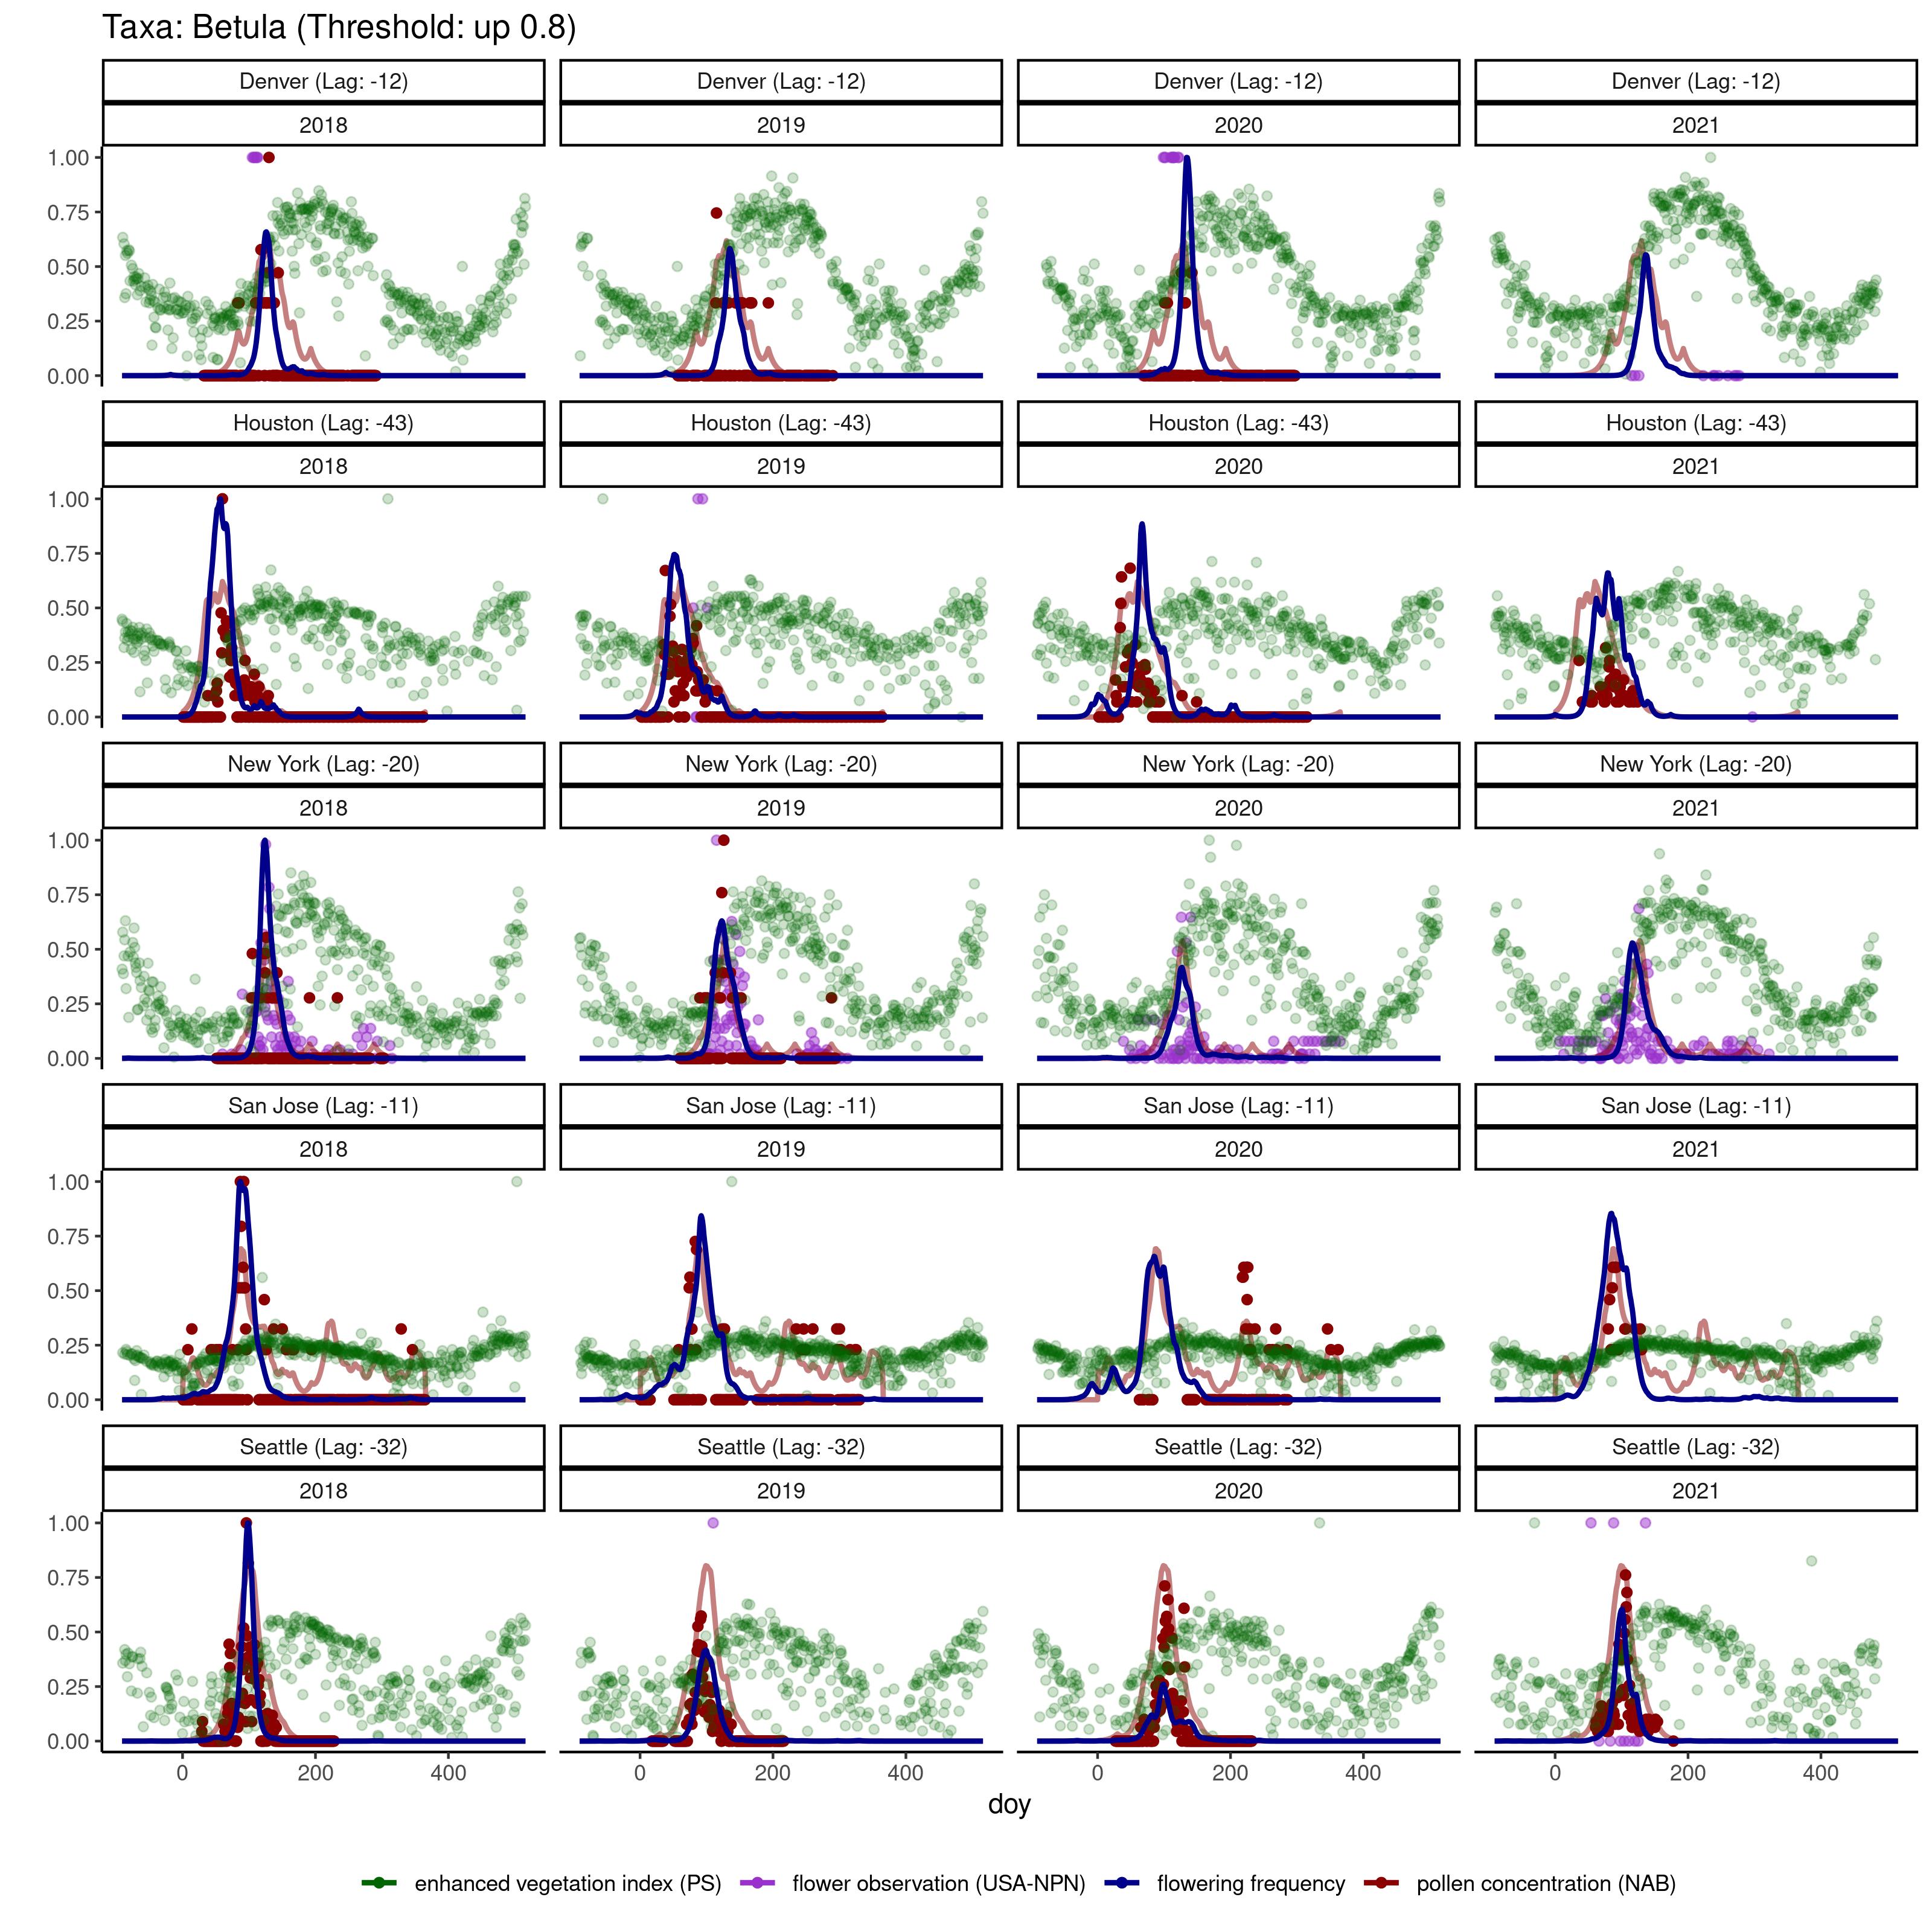 Taxa: Betula (Threshold: up 0.8)
Denver (Lag: -12) Denver (Lag: -12) Denver (Lag: -12) Denver (Lag: -12)
2018 2019 2020 2021
1.00
0.75
0.50
0.25
0.00
Houston (Lag: -43) Houston (Lag: -43) Houston (Lag: -43) Houston (Lag: -43)
2018 2019 2020 2021
1.00
0.75
0.50
0.25
0.00
New York (Lag: -20) New York (Lag: -20) New York (Lag: -20) New York (Lag: -20)
2018 2019 2020 2021
1.00
0.75
0.50
0.25
0.00
San Jose (Lag: -11) San Jose (Lag: -11) San Jose (Lag: -11) San Jose (Lag: -11)
2018 2019 2020 2021
1.00
0.75
0.50
0.25
0.00
Seattle (Lag: -32) Seattle (Lag: -32) Seattle (Lag: -32) Seattle (Lag: -32)
2018 2019 2020 2021
1.00
0.75
0.50
0.25
0.00
0 200 400 0 200 400 0 200 400 0 200 400
doy
enhanced vegetation index (PS) flower observation (USA-NPN) flowering frequency pollen concentration (NAB)